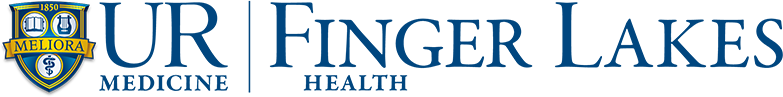 1850
MELIORA
UR
MEDICINE
FINGER LAKES
HEALTH